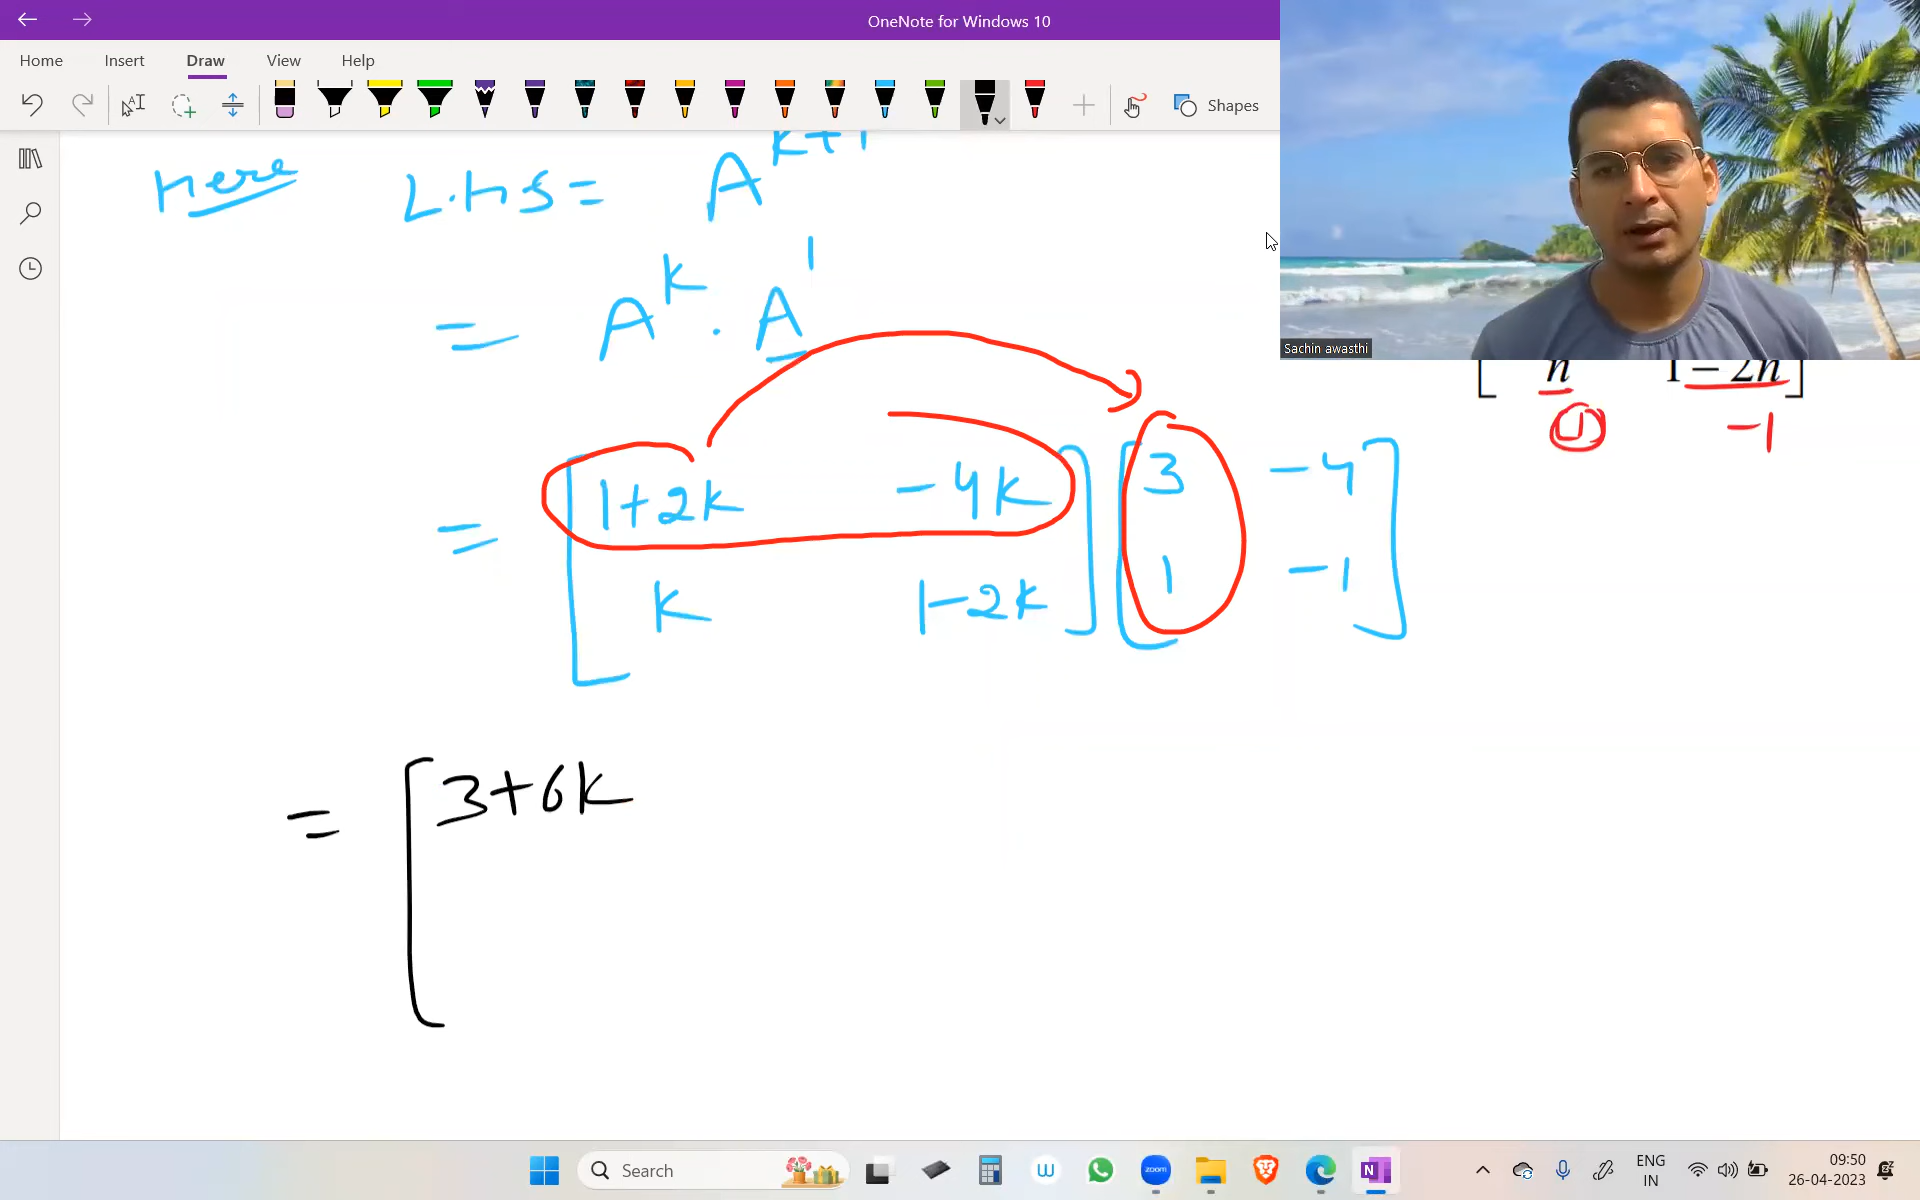 OneNote for Windows 10
Home Insert Draw View Help
Shapes
Here L.H.S = A^{k+1}
= A^k . A^1
Sachin awasthi
n 1 − 2n
1 −1
= [1+2k −4k] [3 −4]
[k 1−2k] [1 −1]
= [3+6k
Search
zoom
ENG
IN
09:50
26-04-2023